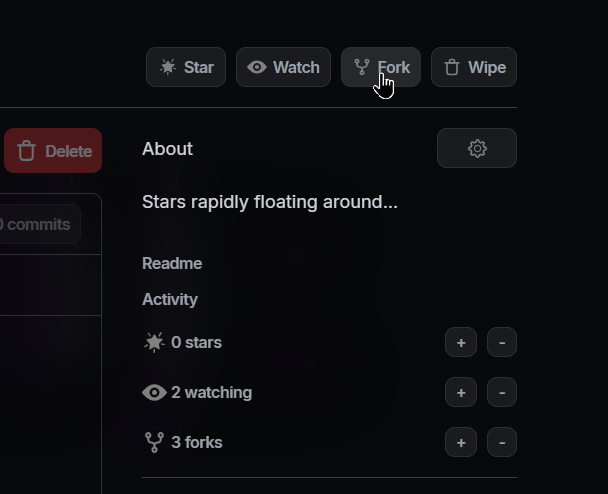 Star
Watch
Fork
Wipe
Delete
About
Stars rapidly floating around...
commits
Readme
Activity
0 stars
+
-
2 watching
+
-
3 forks
+
-